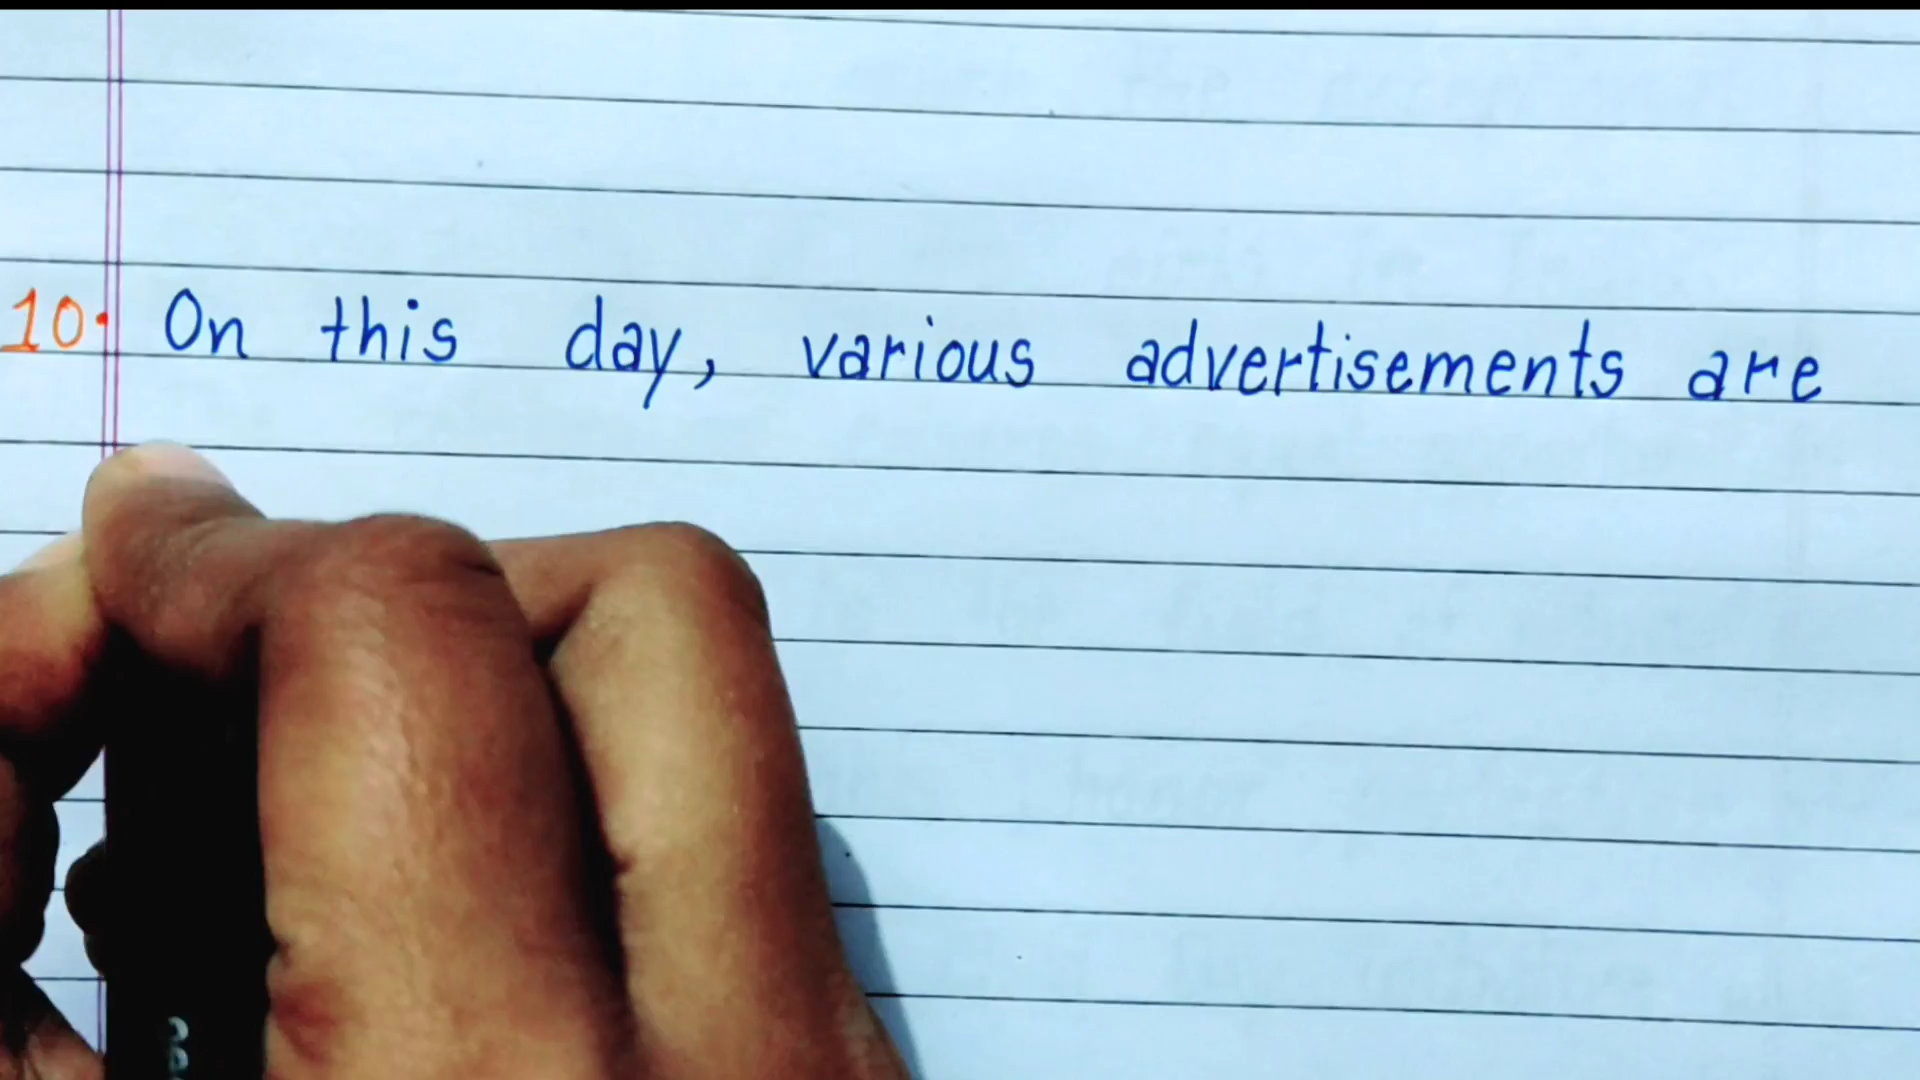 10. On this day, various advertisements are